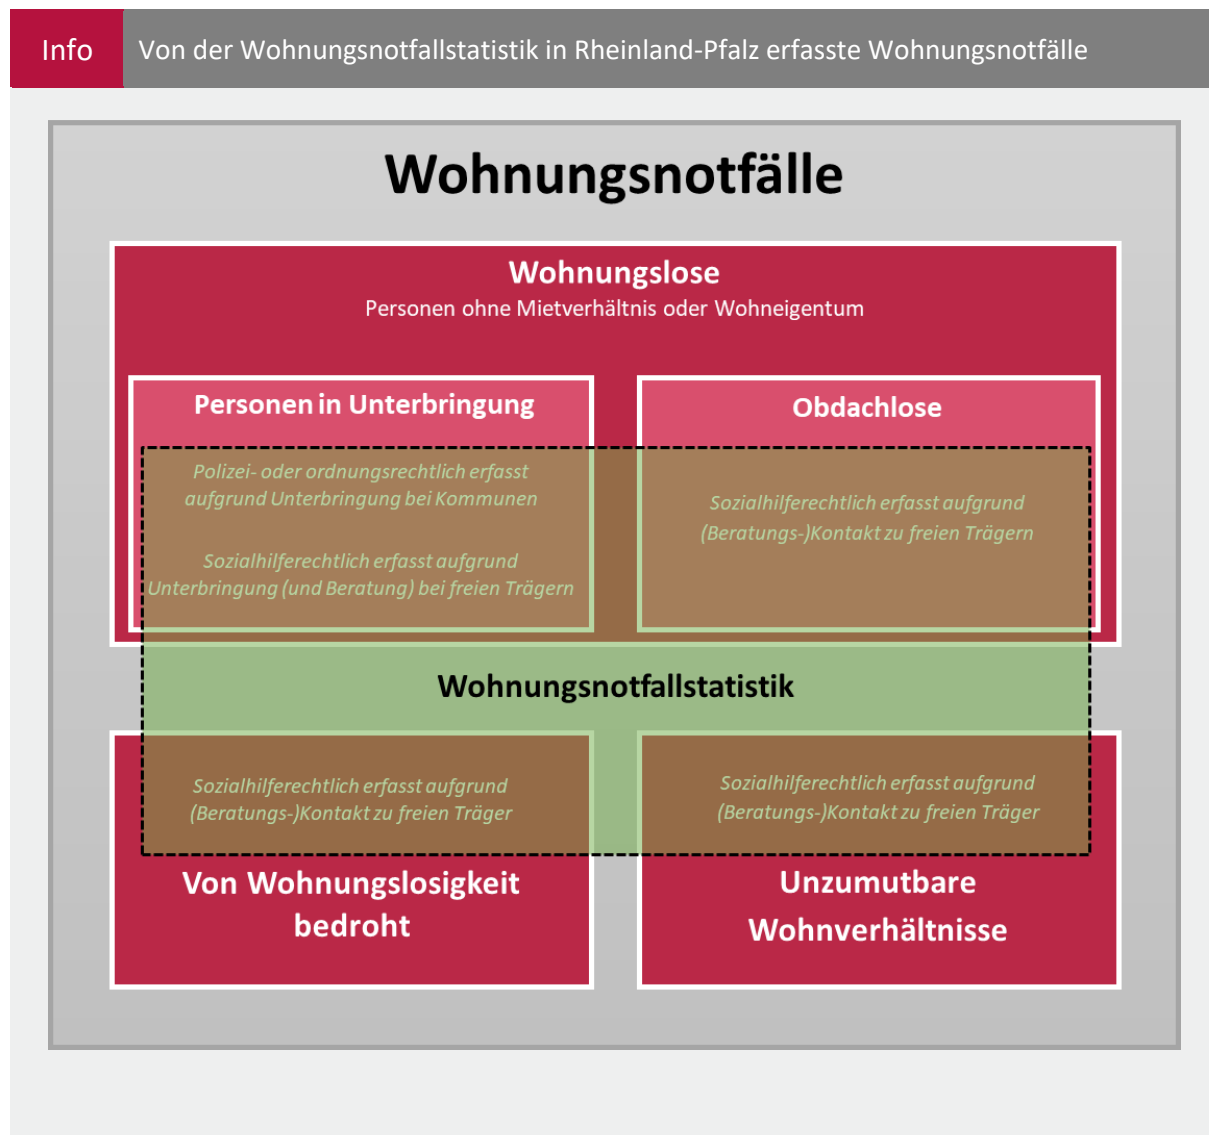 Info
Von der Wohnungsnotfallstatistik in Rheinland-Pfalz erfasste Wohnungsnotfälle
Wohnungsnotfälle
Wohnungslose
Personen ohne Mietverhältnis oder Wohneigentum
Personen in Unterbringung
Polizei- oder ordnungsrechtlich erfasst
aufgrund Unterbringung bei Kommunen
Sozialhilferechtlich erfasst aufgrund
Unterbringung (und Beratung) bei freien Trägern
Obdachlose
Sozialhilferechtlich erfasst aufgrund
(Beratungs-)Kontakt zu freien Trägern
Wohnungsnotfallstatistik
Sozialhilferechtlich erfasst aufgrund
(Beratungs-)Kontakt zu freien Träger
Von Wohnungslosigkeit
bedroht
Sozialhilferechtlich erfasst aufgrund
(Beratungs-)Kontakt zu freien Träger
Unzumutbare
Wohnverhältnisse